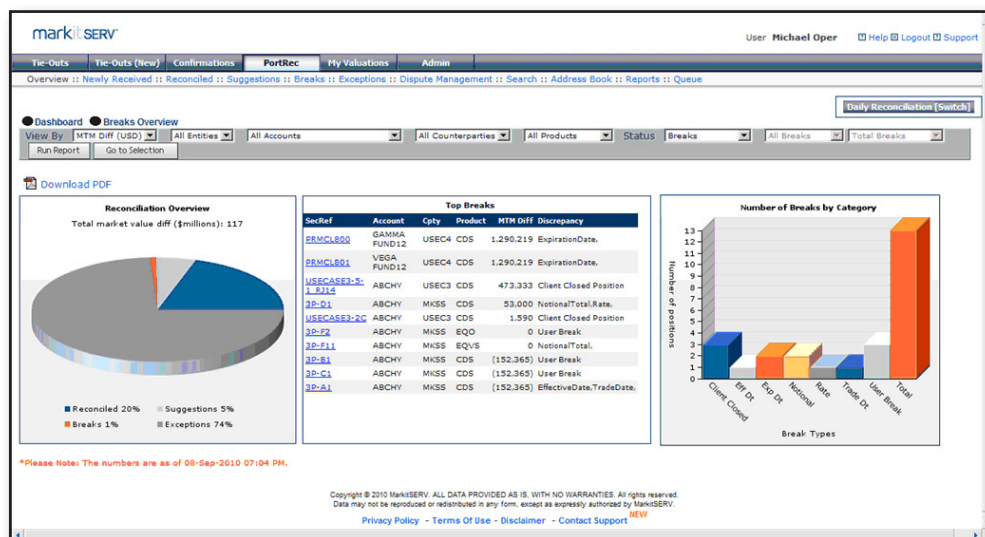 markit SERV
User Michael Oper Help Logout Support
Tie-Outs Tie-Outs (New) Confirmations PortRec My Valuations Admin
Overview :: Newly Received :: Reconciled :: Suggestions :: Breaks :: Exceptions :: Dispute Management :: Search :: Address Book :: Reports :: Queue
Daily Reconciliation [Switch]
Dashboard Breaks Overview
View By MTM Diff (USD) All Entities All Accounts All Counterparties All Products Status Breaks All Breaks Total Breaks
Run Report Go to Selection
Download PDF
Reconciliation Overview
Total market value diff ($millions): 117
Reconciled 20% Suggestions 5%
Breaks 1% Exceptions 74%
Top Breaks
SecRef Account Cpty Product MTM Diff Discrepancy
PRMCL800 GAMMA FUND12 USEC4 CDS 1,290,219 ExpirationDate,
PRMCL801 VEGA FUND12 USEC4 CDS 1,290,219 ExpirationDate,
USECASE3-5-1_RJ14 ABCHY USEC3 CDS 473,333 Client Closed Position
3P-D1 ABCHY MKSS CDS 53,000 NotionalTotal,Rate,
USECASE3-2C ABCHY USEC3 CDS 1,590 Client Closed Position
3P-F2 ABCHY MKSS EQO 0 User Break
3P-F11 ABCHY MKSS EQVS 0 NotionalTotal,
3P-B1 ABCHY MKSS CDS (152,365) User Break
3P-C1 ABCHY MKSS CDS (152,365) User Break
3P-A1 ABCHY MKSS CDS (152,365) EffectiveDate,TradeDate,
Number of Breaks by Category
Number of positions
13
12
11
10
9
8
7
6
5
4
3
2
1
0
Client Closed Eff Dt Exp Dt Notional Rate Trade Dt User Break Total
Break Types
*Please Note: The numbers are as of 08-Sep-2010 07:04 PM.
Copyright © 2010 MarkitSERV. ALL DATA PROVIDED AS IS, WITH NO WARRANTIES. All rights reserved.
Data may not be reproduced or redistributed in any form, except as expressly authorized by MarkitSERV.
Privacy Policy - Terms Of Use - Disclaimer - Contact Support NEW